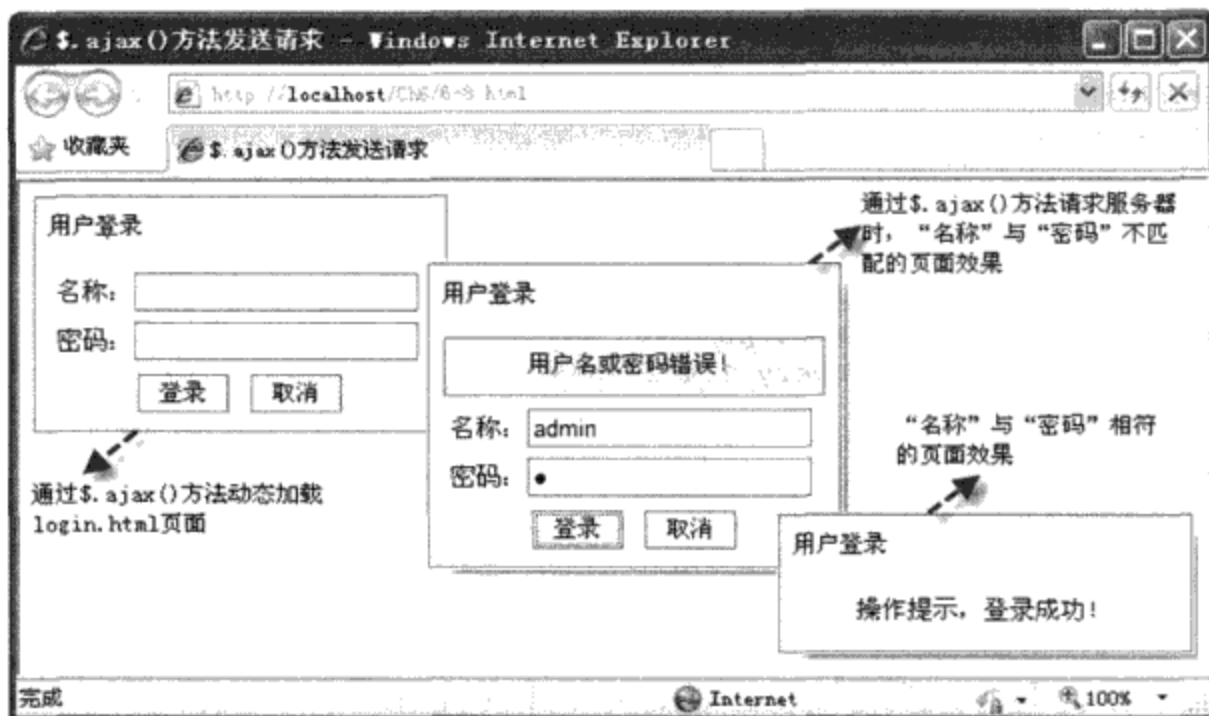 $.ajax()方法发送请求 - Windows Internet Explorer
http://localhost/Ch6/6-8.html
收藏夹
$.ajax()方法发送请求
用户登录
名称：
密码：
登录 取消
通过$.ajax()方法动态加载
login.html页面
用户登录
用户名或密码错误！
名称： admin
密码： ●
登录 取消
通过$.ajax()方法请求服务器
时，“名称”与“密码”不匹
配的页面效果
“名称”与“密码”相符
的页面效果
用户登录
操作提示，登录成功！
完成
Internet
100%